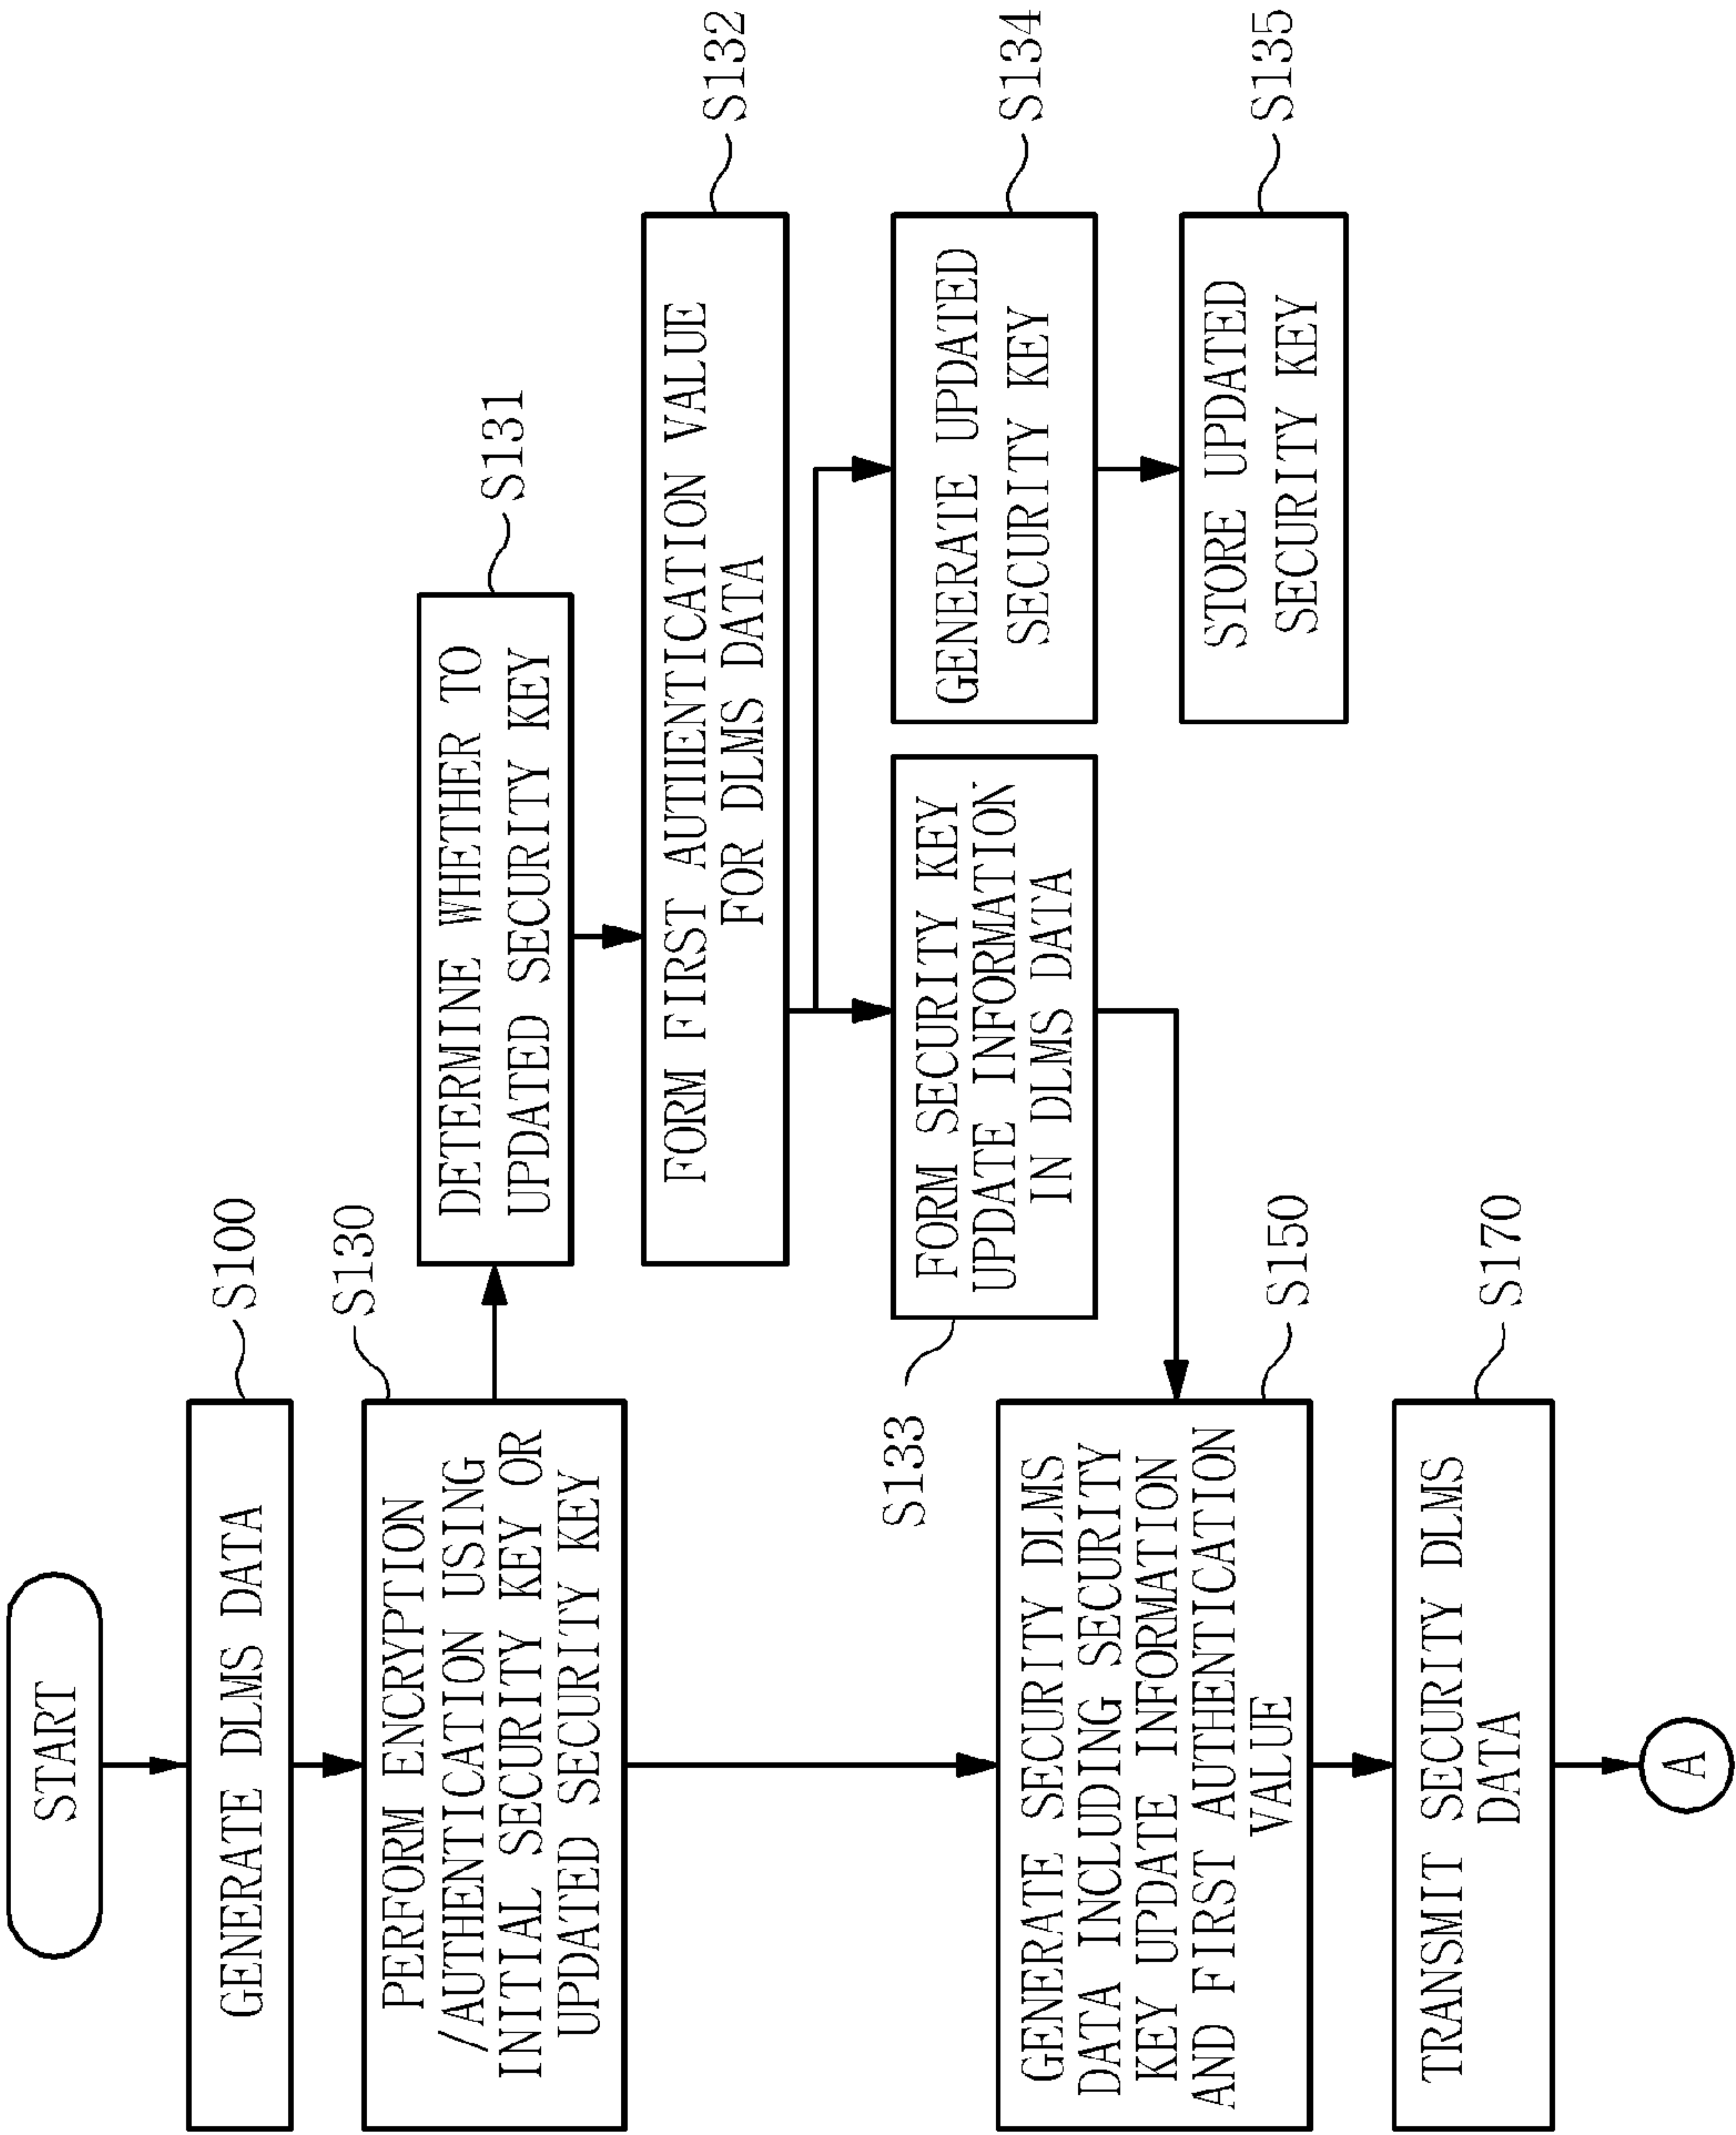 START
GENERATE DLMS DATA
S100
PERFORM ENCRYPTION
/AUTHENTICATION USING
INITIAL SECURITY KEY OR
UPDATED SECURITY KEY
S130
DETERMINE WHETHER TO
UPDATED SECURITY KEY
S131
FORM FIRST AUTHENTICATION VALUE
FOR DLMS DATA
S132
FORM SECURITY KEY
UPDATE INFORMATION
IN DLMS DATA
S133
GENERATE UPDATED
SECURITY KEY
S134
STORE UPDATED
SECURITY KEY
S135
GENERATE SECURITY DLMS
DATA INCLUDING SECURITY
KEY UPDATE INFORMATION
AND FIRST AUTHENTICATION
VALUE
S150
TRANSMIT SECURITY DLMS
DATA
S170
A